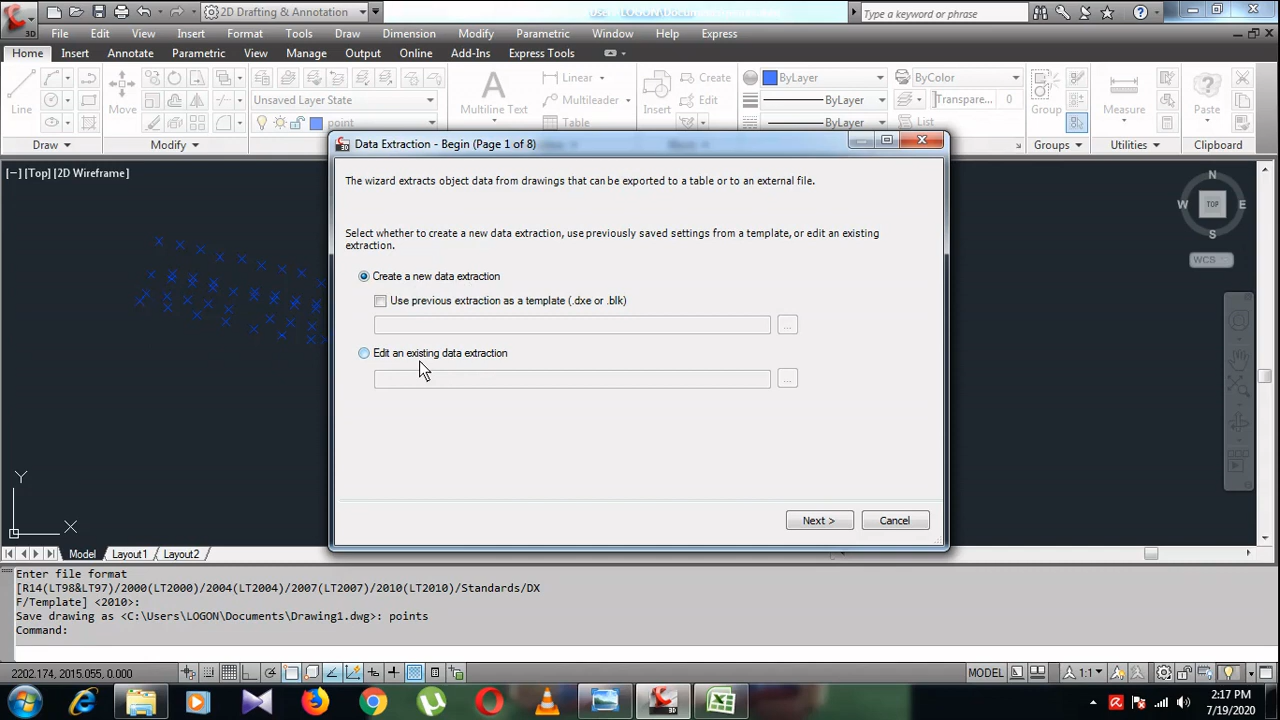 2D Drafting & Annotation
Users\LOGON\Docum
Type a keyword or phrase
3D
File Edit View Insert Format Tools Draw Dimension Modify Parametric Window Help Express
Home Insert Annotation Parametric View Manage Output Online Add-Ins Express Tools
Line
Move
Unsaved Layer State
point
Multiline Text
Linear
Multileader
Table
Insert
Create
Edit
ByLayer
ByLayer
ByLayer
ByColor
Transpare... 0
List
Group
Measure
Paste
Draw
Modify
Groups
Utilities
Clipboard
[−] [Top] [2D Wireframe]
N
W TOP E
S
WCS
Data Extraction - Begin (Page 1 of 8)
The wizard extracts object data from drawings that can be exported to a table or to an external file.
Select whether to create a new data extraction, use previously saved settings from a template, or edit an existing
extraction.
Create a new data extraction
Use previous extraction as a template (.dxe or .blk)
...
Edit an existing data extraction
...
Next >
Cancel
Y
X
Model Layout1 Layout2
Enter file format
[R14(LT98&LT97)/2000(LT2000)/2004(LT2004)/2007(LT2007)/2010(LT2010)/Standards/DX
F/Template] <2010>:
Save drawing as <C:\Users\LOGON\Documents\Drawing1.dwg>: points
Command:
2202.174, 2015.055, 0.000
MODEL
1:1
3D
2:17 PM
7/19/2020